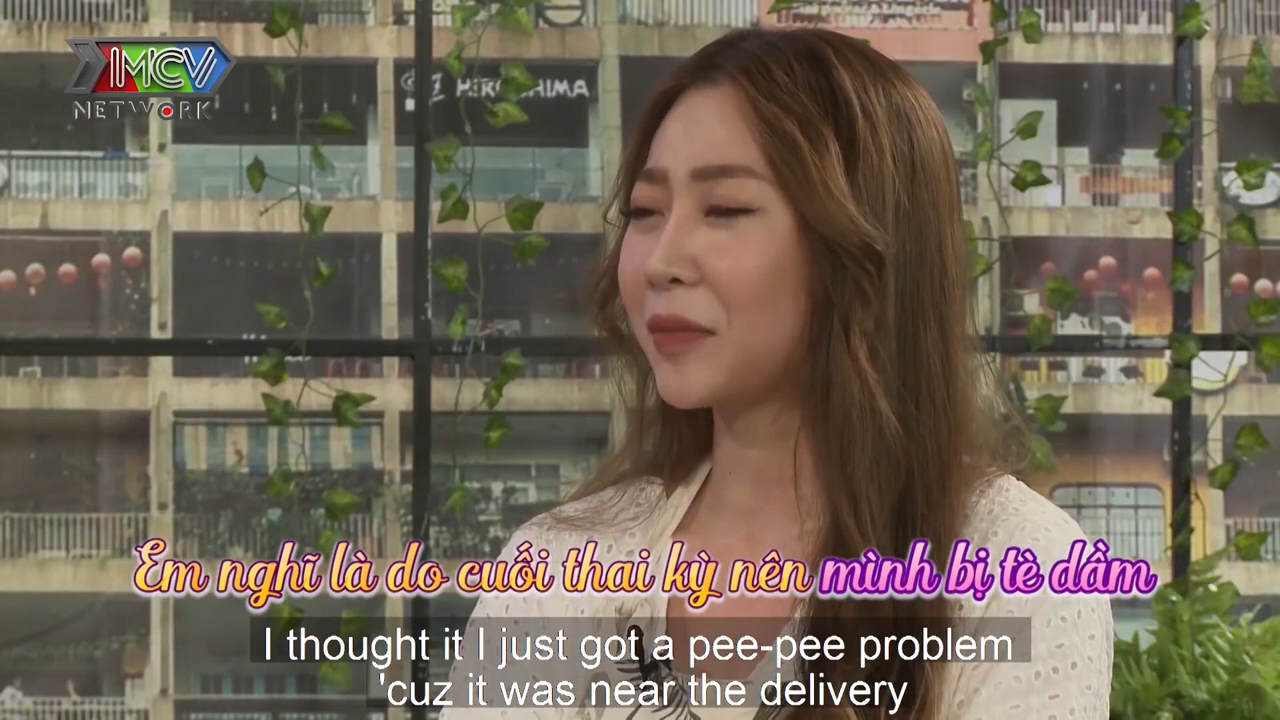 MCV
NETWORK
HIROSHIMA
Em nghĩ là do cuối thai kỳ nên mình bị tè dầm
I thought it I just got a pee-pee problem
'cuz it was near the delivery